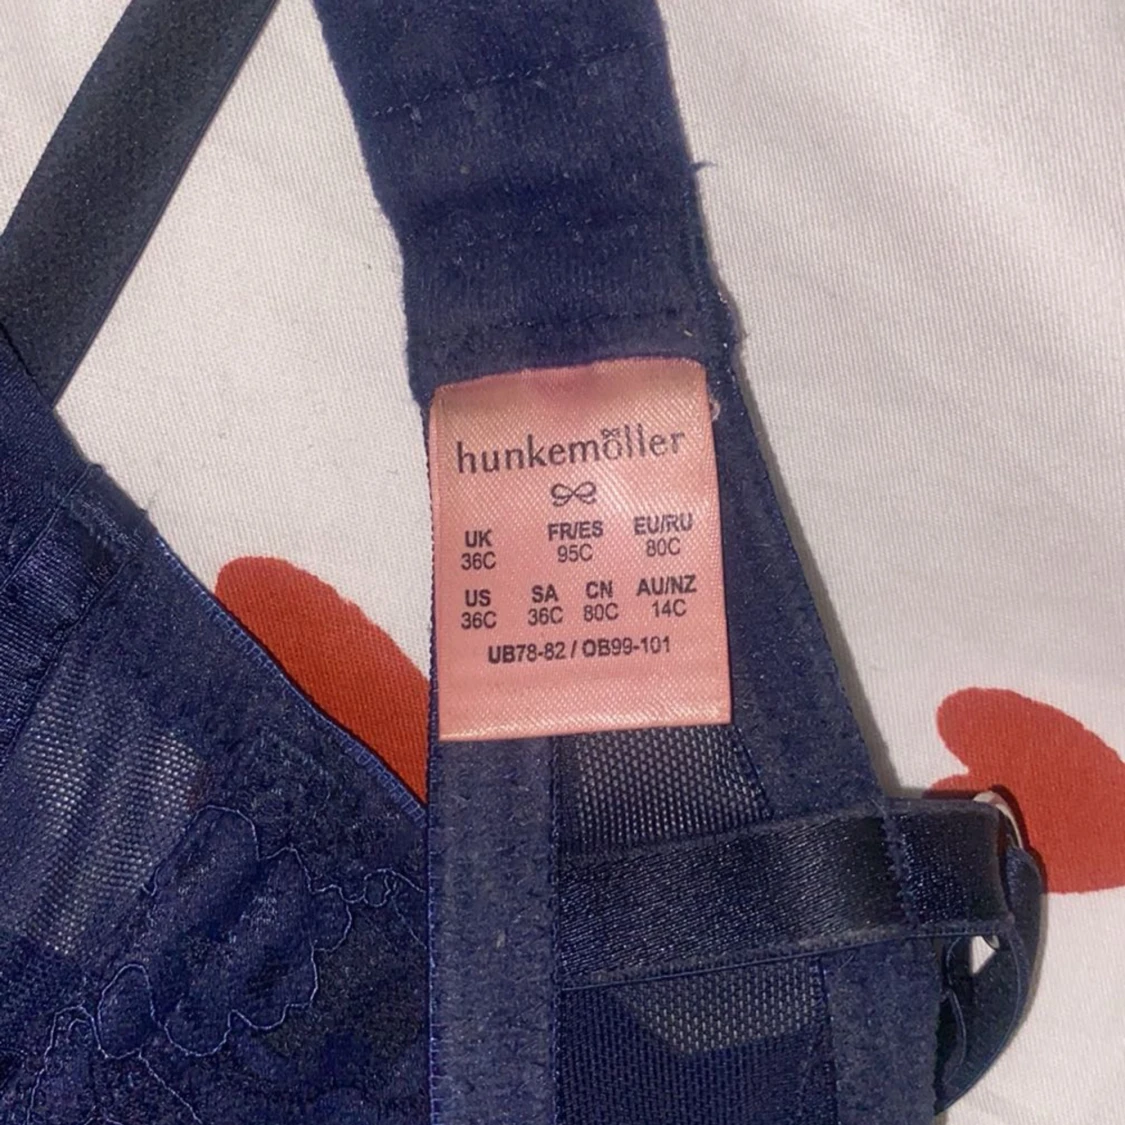 hunkemöller
UK FR/ES EU/RU
36C 95C 80C
US SA CN AU/NZ
36C 36C 80C 14C
UB78-82 / OB99-101